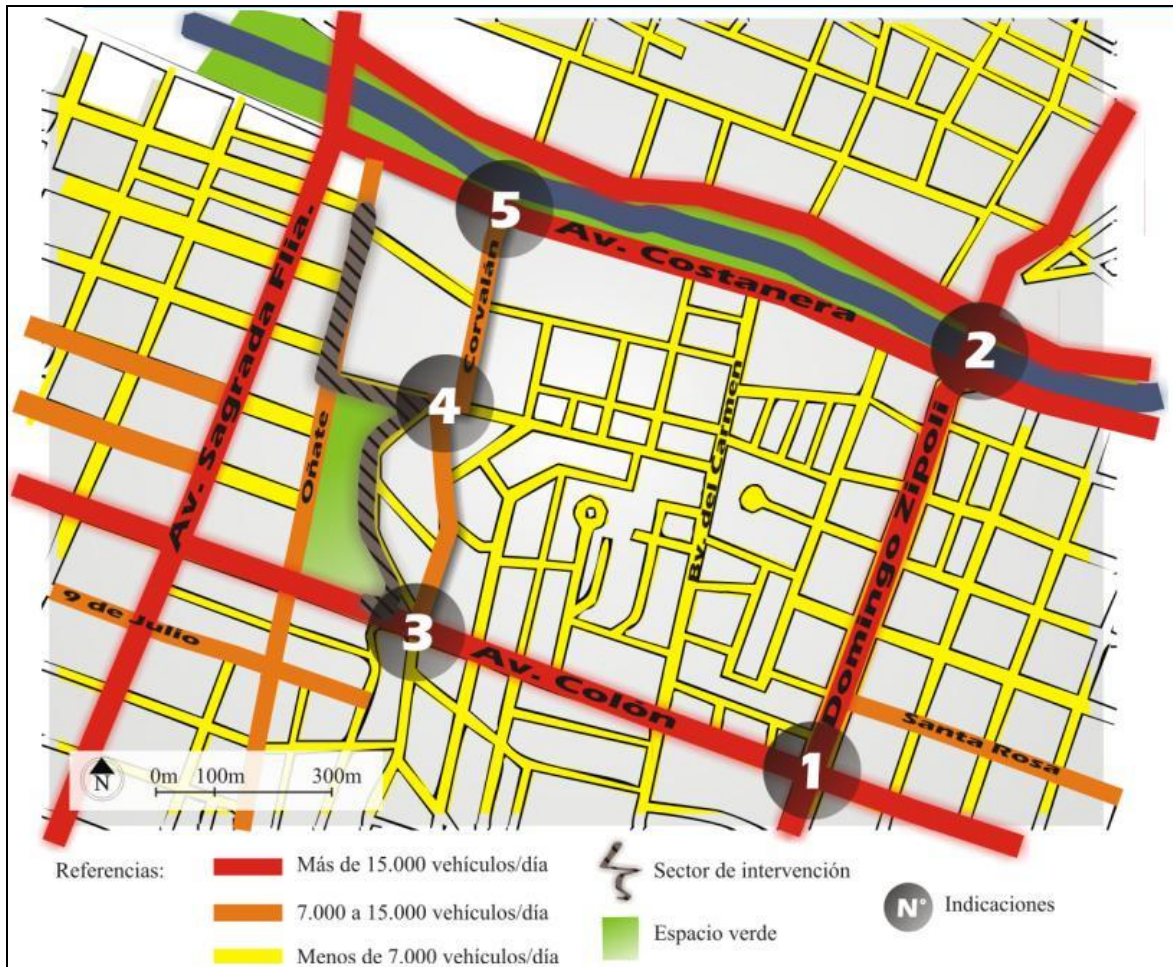 5
Av. Costanera
Corvalán
Av. Sagrada Flia.
2
4
Bv. del Carmen
Oñate
Domingo Zipoli
9 de Julio
3
Av. Colón
Santa Rosa
1
N
0m 100m 300m
Referencias:
Más de 15.000 vehículos/día
7.000 a 15.000 vehículos/día
Menos de 7.000 vehículos/día
Sector de intervención
Espacio verde
N° Indicaciones